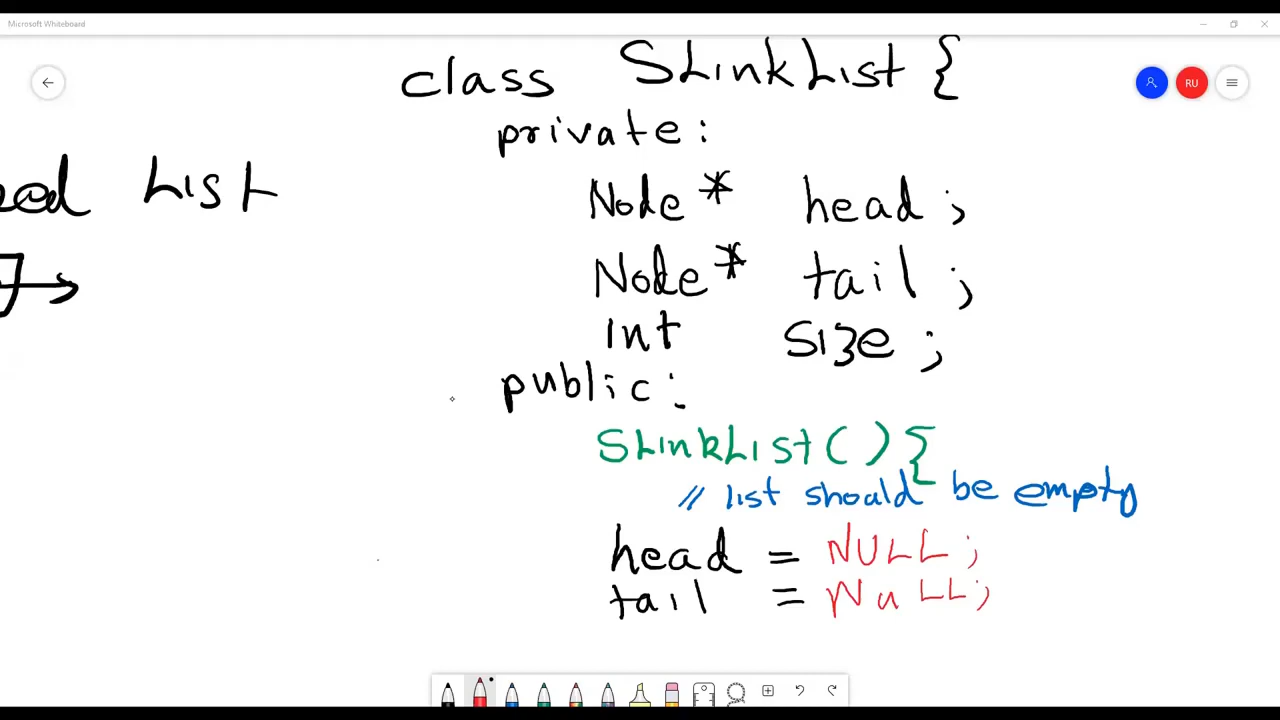 Microsoft Whiteboard
RU
class SLinkList {
private:
Node* head;
Node* tail;
int size;
List
public:
SLinkList(){
// list should be empty
head = NULL;
tail = NULL;